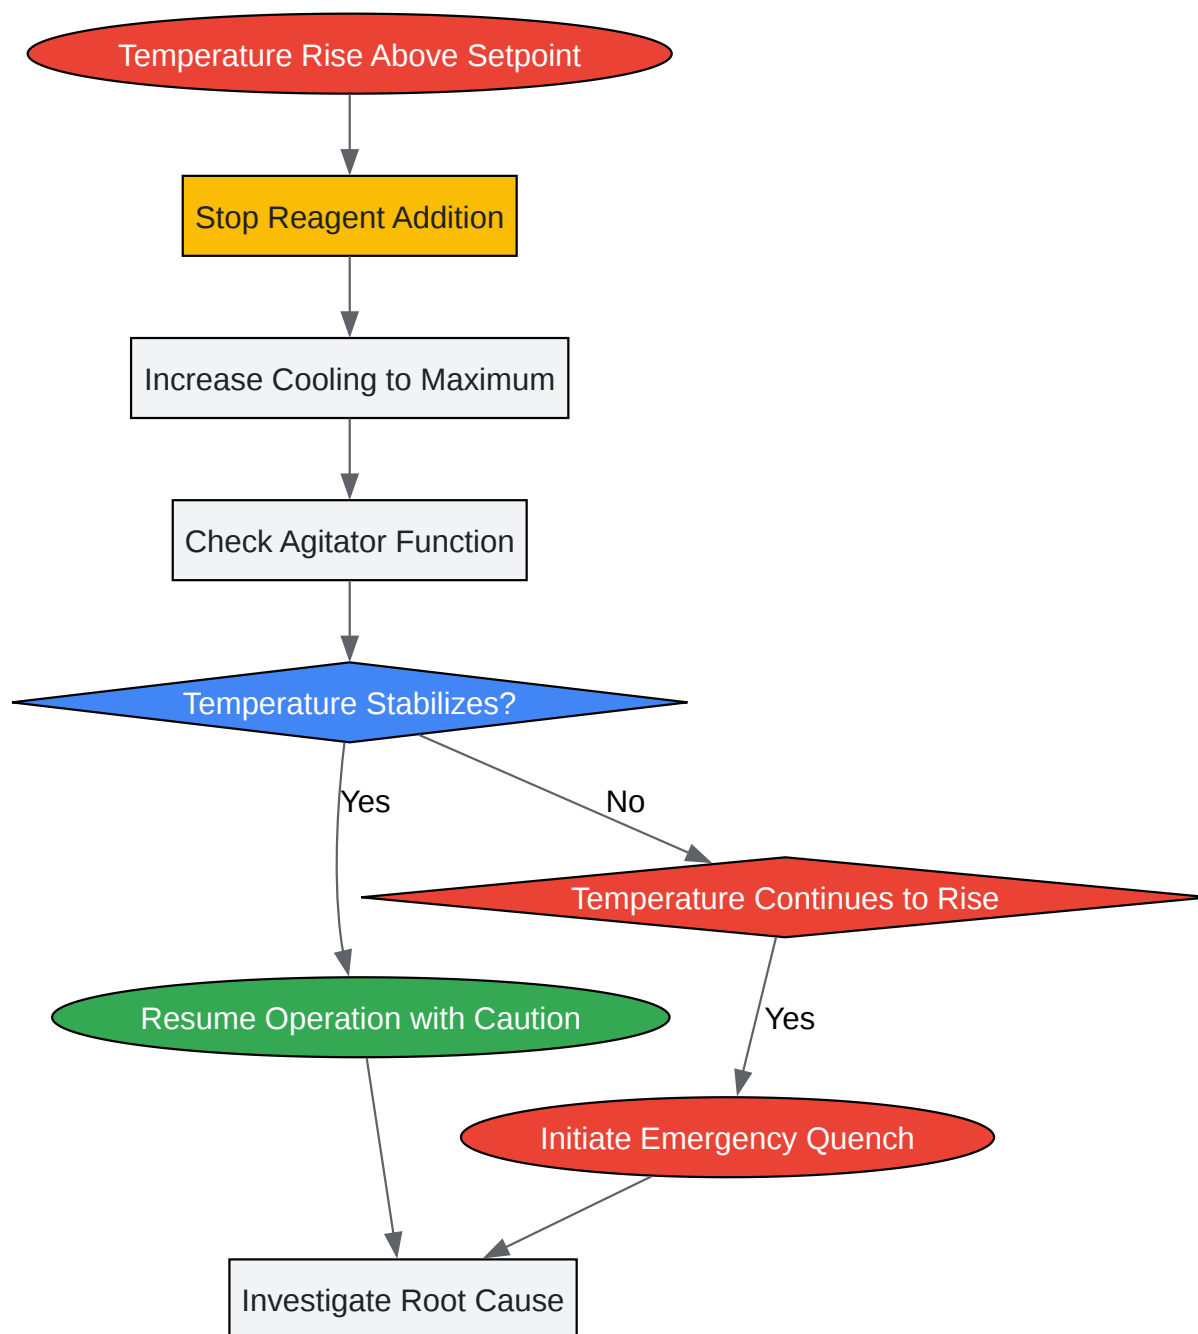 Temperature Rise Above Setpoint
Stop Reagent Addition
Increase Cooling to Maximum
Check Agitator Function
Temperature Stabilizes?
Yes
No
Temperature Continues to Rise
Resume Operation with Caution
Yes
Initiate Emergency Quench
Investigate Root Cause